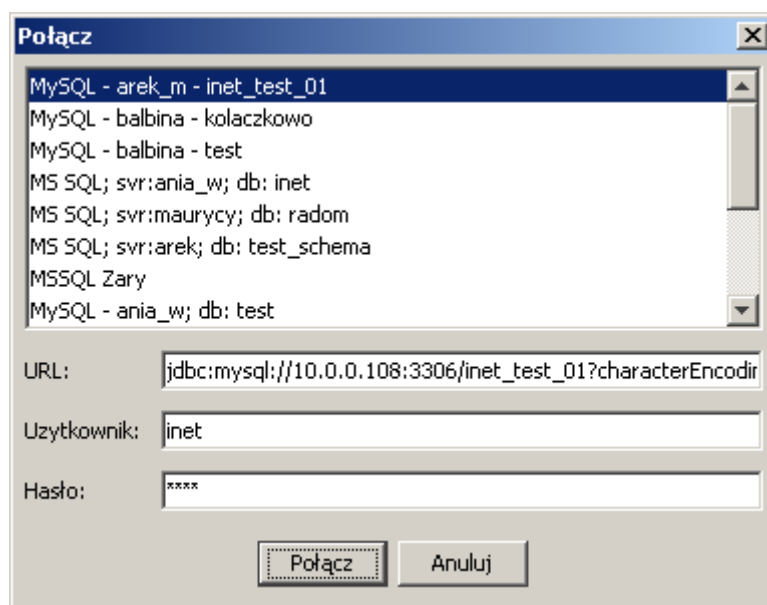 Połącz
MySQL - arek_m - inet_test_01
MySQL - balbina - kolaczkowo
MySQL - balbina - test
MS SQL; svr:ania_w; db: inet
MS SQL; svr:maurycy; db: radom
MS SQL; svr:arek; db: test_schema
MSSQL Zary
MySQL - ania_w; db: test
URL: jdbc:mysql://10.0.0.108:3306/inet_test_01?characterEncodin
Uzytkownik: inet
Hasło: ****
Połącz Anuluj